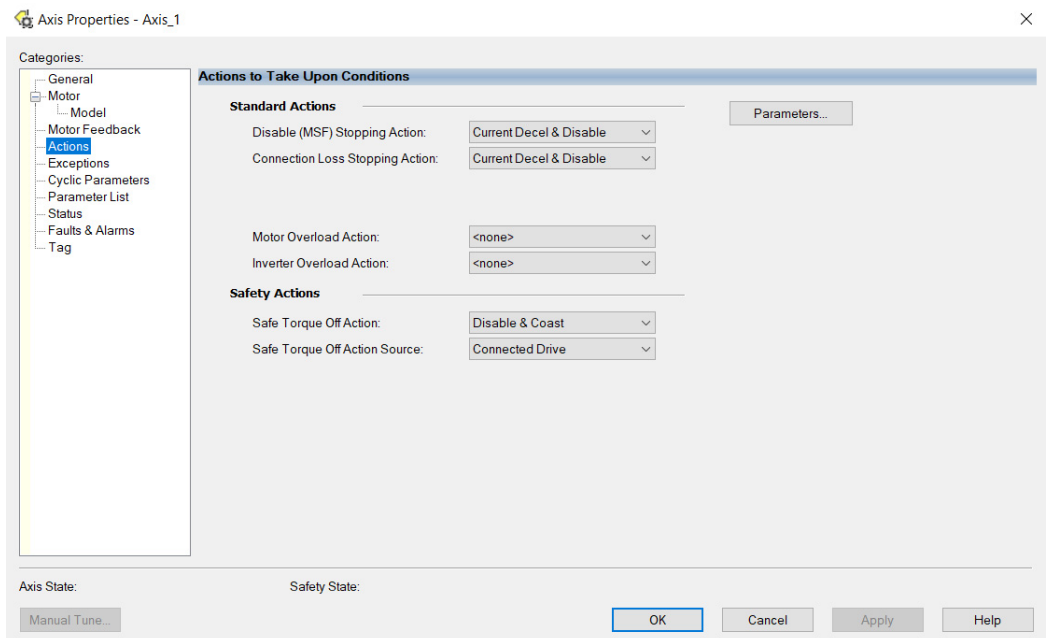 Axis Properties - Axis_1
Categories:
General
Motor
Model
Motor Feedback
Actions
Exceptions
Cyclic Parameters
Parameter List
Status
Faults & Alarms
Tag
Actions to Take Upon Conditions
Standard Actions
Parameters...
Disable (MSF) Stopping Action: Current Decel & Disable
Connection Loss Stopping Action: Current Decel & Disable
Motor Overload Action: <none>
Inverter Overload Action: <none>
Safety Actions
Safe Torque Off Action: Disable & Coast
Safe Torque Off Action Source: Connected Drive
Axis State: Safety State:
Manual Tune... OK Cancel Apply Help